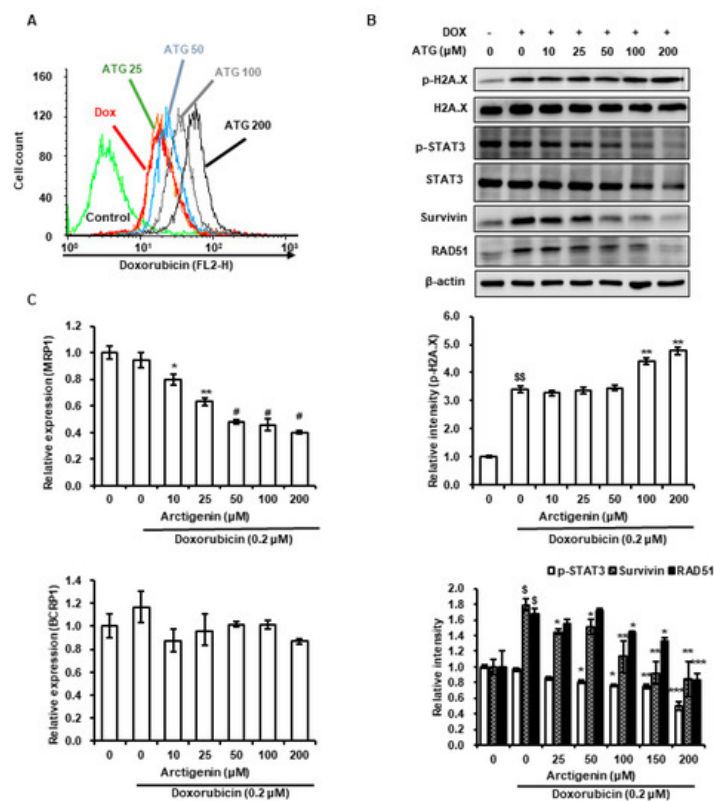 A
ATG 50
ATG 25
ATG 100
Dox
ATG 200
Control
160
120
80
40
0
Cell count
10⁰ 10¹ 10² 10³
Doxorubicin (FL2-H)
B
DOX - + + + + + +
ATG (μM) 0 0 10 25 50 100 200
p-H2A.X
H2A.X
p-STAT3
STAT3
Survivin
RAD51
β-actin
C
Relative expression (MRP1)
1.2
1.0
0.8
0.6
0.4
0.2
0.0
* ** # # #
0 0 10 25 50 100 200
Arctigenin (μM)
Doxorubicin (0.2 μM)
Relative intensity (p-H2A.X)
6.0
5.0
4.0
3.0
2.0
1.0
0.0
$$ ** **
0 0 10 25 50 100 200
Arctigenin (μM)
Doxorubicin (0.2 μM)
Relative expression (BCRP1)
1.4
1.2
1.0
0.8
0.6
0.4
0.2
0.0
0 0 10 25 50 100 200
Arctigenin (μM)
Doxorubicin (0.2 μM)
p-STAT3 Survivin RAD51
Relative intensity
2.0
1.8
1.6
1.4
1.2
1.0
0.8
0.6
0.4
0.2
0.0
$ $ * * * * ** * ** ** * *** ** ***
0 0 25 50 100 150 200
Arctigenin (μM)
Doxorubicin (0.2 μM)